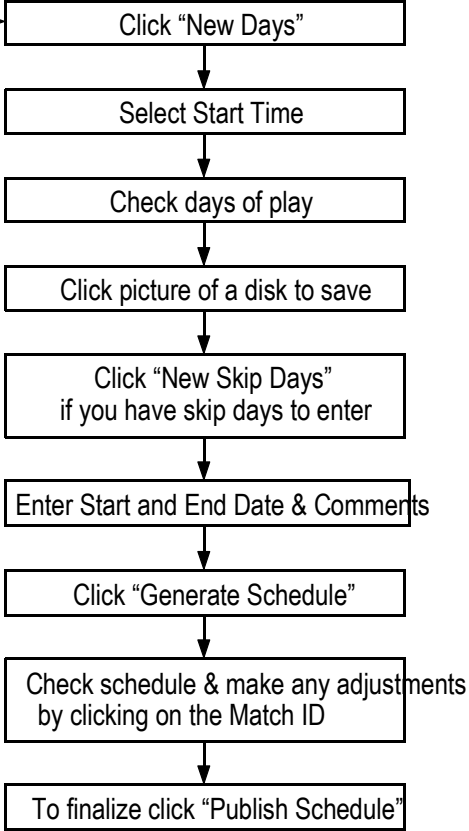 Click “New Days”
Select Start Time
Check days of play
Click picture of a disk to save
Click “New Skip Days”
if you have skip days to enter
Enter Start and End Date & Comments
Click “Generate Schedule”
Check schedule & make any adjustments
by clicking on the Match ID
To finalize click “Publish Schedule”